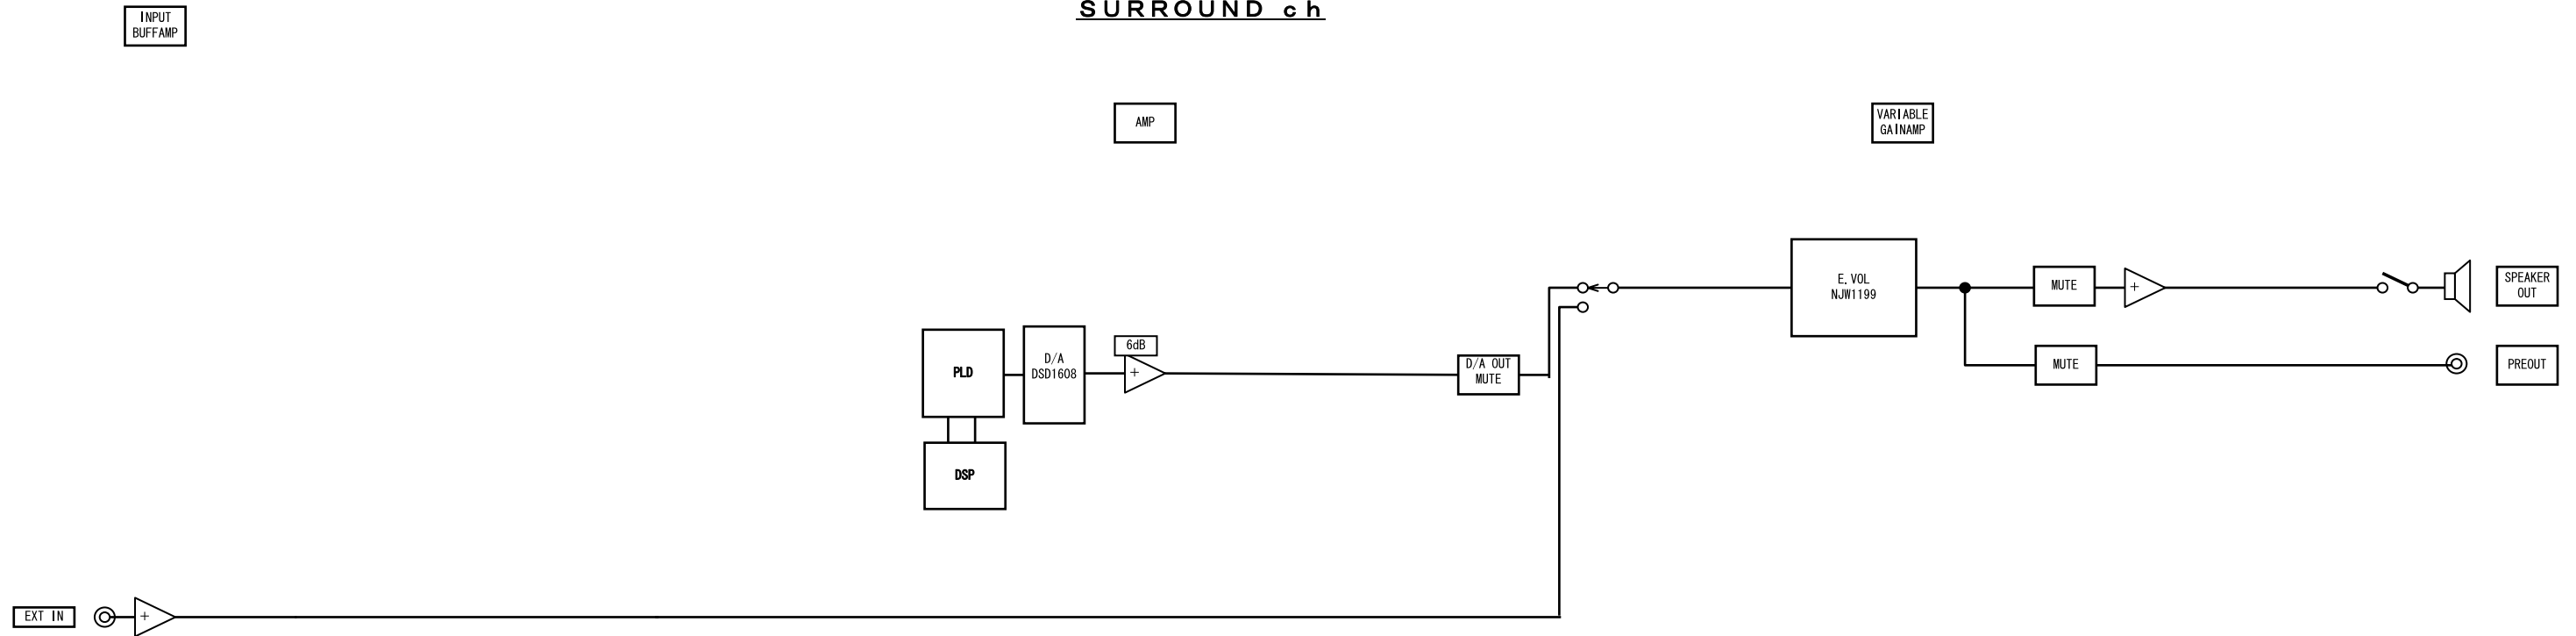 SURROUND ch
INPUT
BUFFAMP
AMP
VARIABLE
GAINAMP
E.VOL
NJW1199
MUTE
+
SPEAKER
OUT
6dB
D/A
DSD1608
PLD
+
D/A OUT
MUTE
MUTE
PREOUT
DSP
EXT IN
+